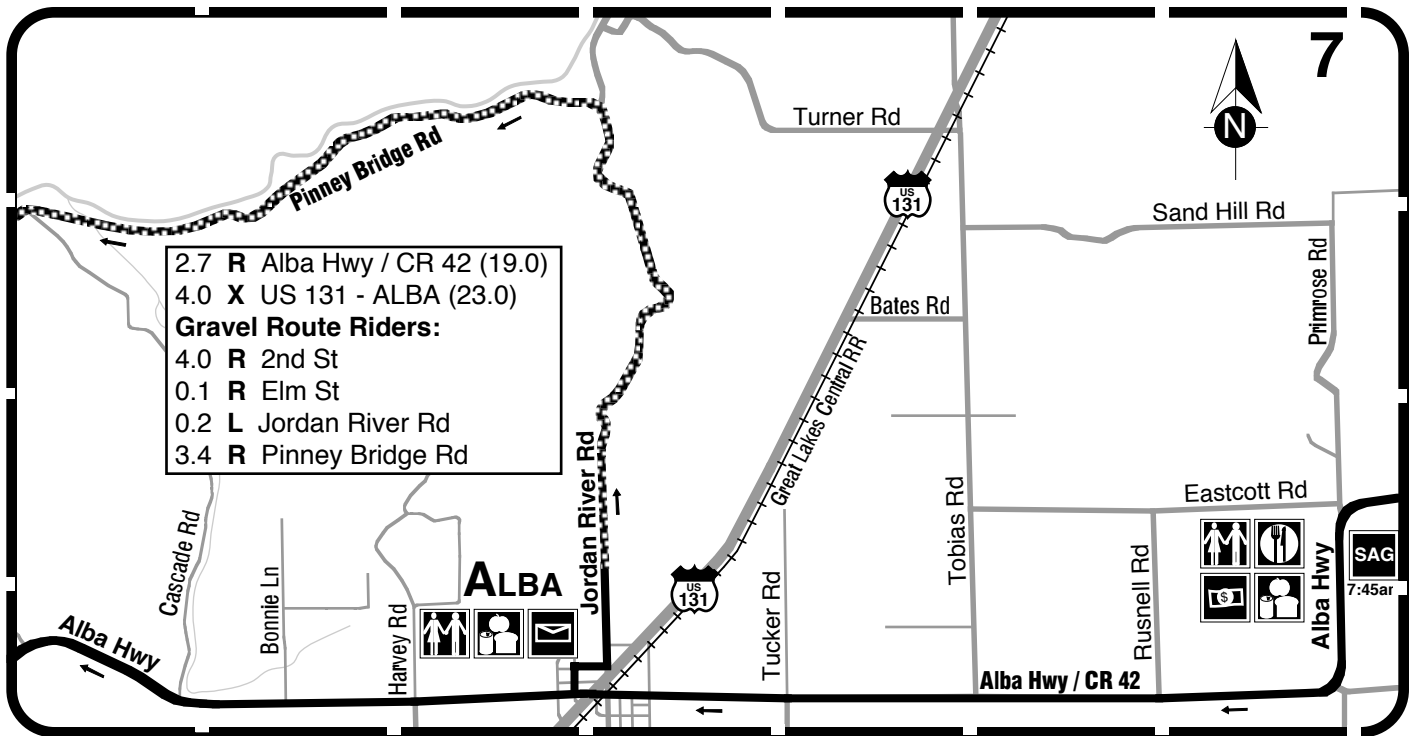 7
N
Turner Rd
Pinney Bridge Rd
US
131
Sand Hill Rd
Primrose Rd
2.7 R Alba Hwy / CR 42 (19.0)
4.0 X US 131 - ALBA (23.0)
Gravel Route Riders:
4.0 R 2nd St
0.1 R Elm St
0.2 L Jordan River Rd
3.4 R Pinney Bridge Rd
Bates Rd
Great Lakes Central RR
Jordan River Rd
Tobias Rd
Eastcott Rd
Cascade Rd
Bonnie Ln
Harvey Rd
ALBA
US
131
Tucker Rd
Rusnell Rd
$
Alba Hwy
SAG
7:45am
Alba Hwy
Alba Hwy / CR 42